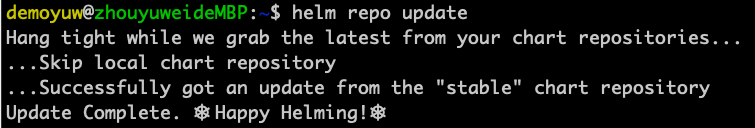 demoyuw@zhouyuweideMBP:~$ helm repo update
Hang tight while we grab the latest from your chart repositories...
...Skip local chart repository
...Successfully got an update from the "stable" chart repository
Update Complete. ⎈Happy Helming!⎈